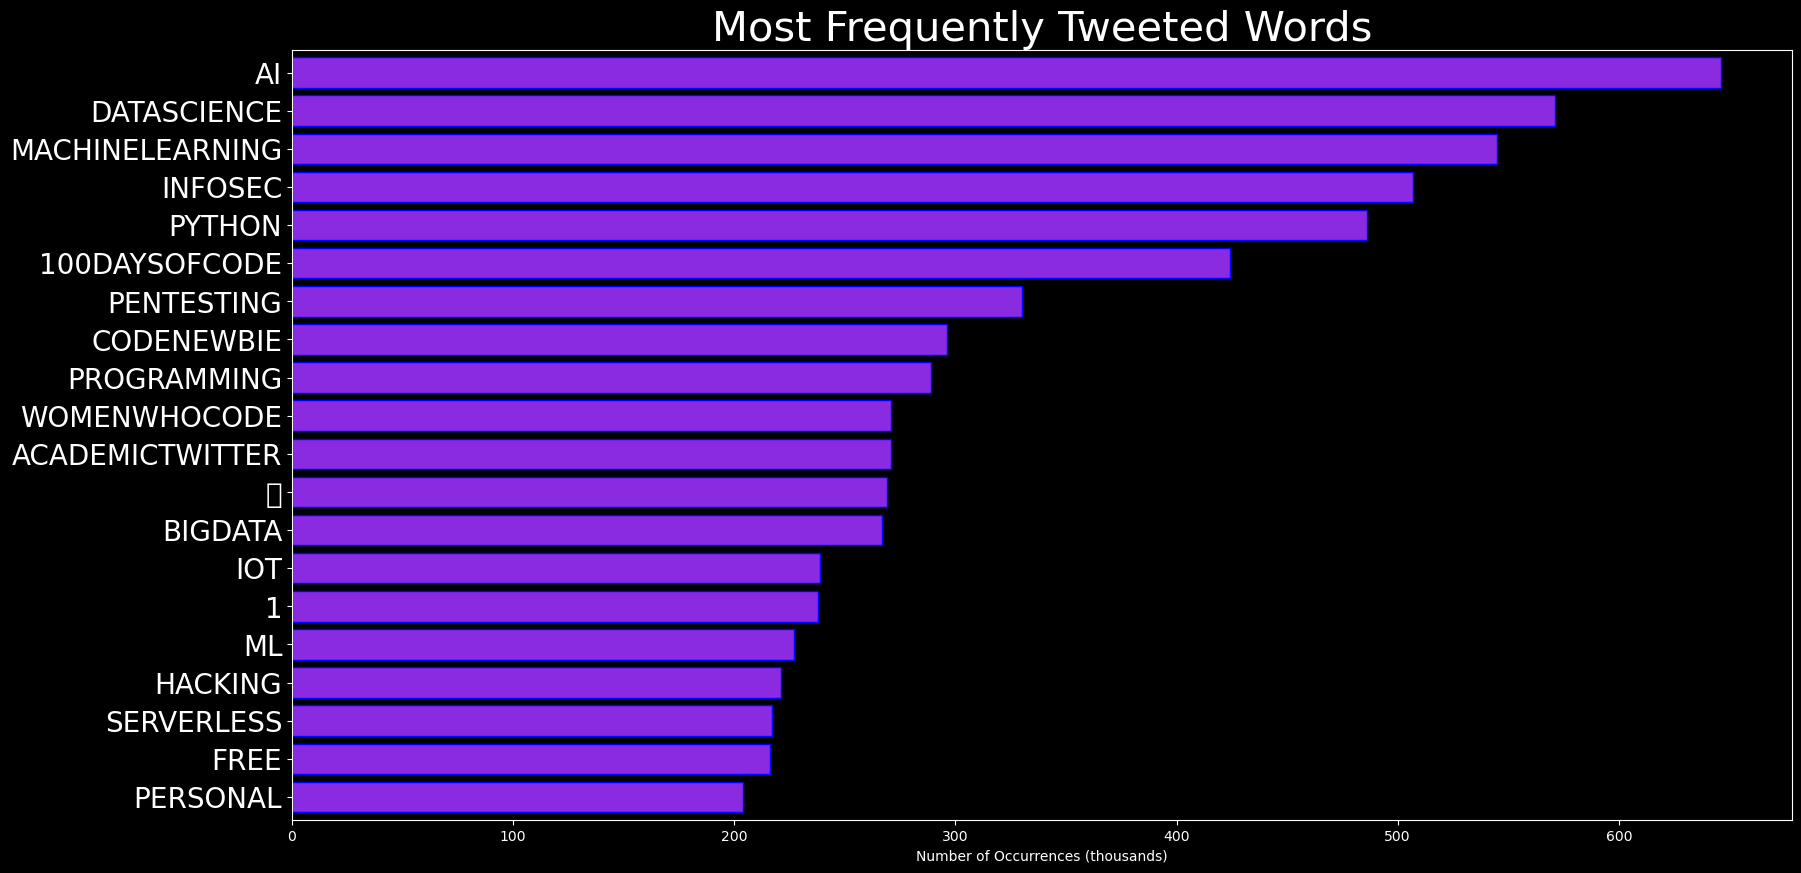 Most Frequently Tweeted Words
AI
DATASCIENCE
MACHINELEARNING
INFOSEC
PYTHON
100DAYSOFCODE
PENTESTING
CODENEWBIE
PROGRAMMING
WOMENWHOCODE
ACADEMICTWITTER
BIGDATA
IOT
1
ML
HACKING
SERVERLESS
FREE
PERSONAL
0 100 200 300 400 500 600
Number of Occurrences (thousands)